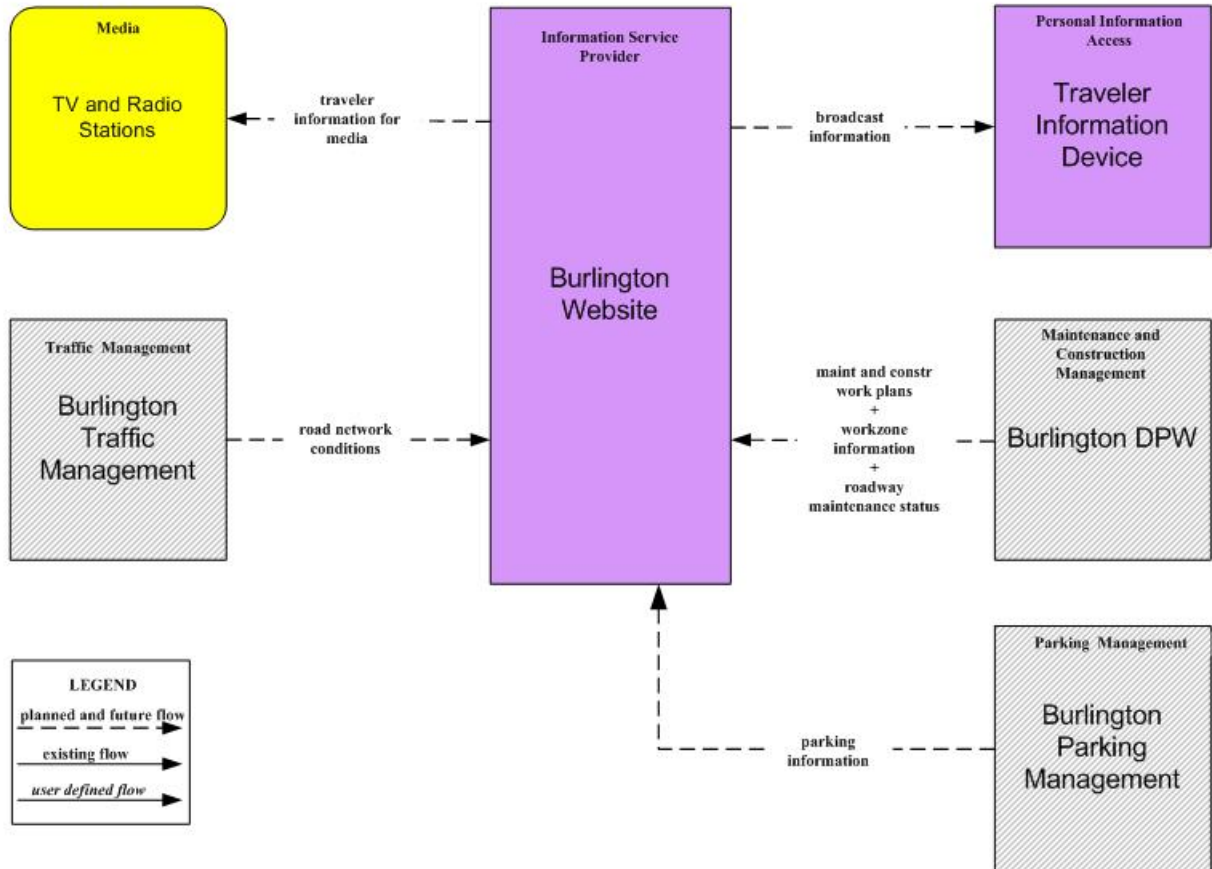 Media
TV and Radio
Stations
traveler
information for
media
Information Service
Provider
Burlington
Website
broadcast
information
Personal Information
Access
Traveler
Information
Device
Traffic Management
Burlington
Traffic
Management
road network
conditions
maint and constr
work plans
+
workzone
information
+
roadway
maintenance status
Maintenance and
Construction
Management
Burlington DPW
parking
information
Parking Management
Burlington
Parking
Management
LEGEND
planned and future flow
existing flow
user defined flow